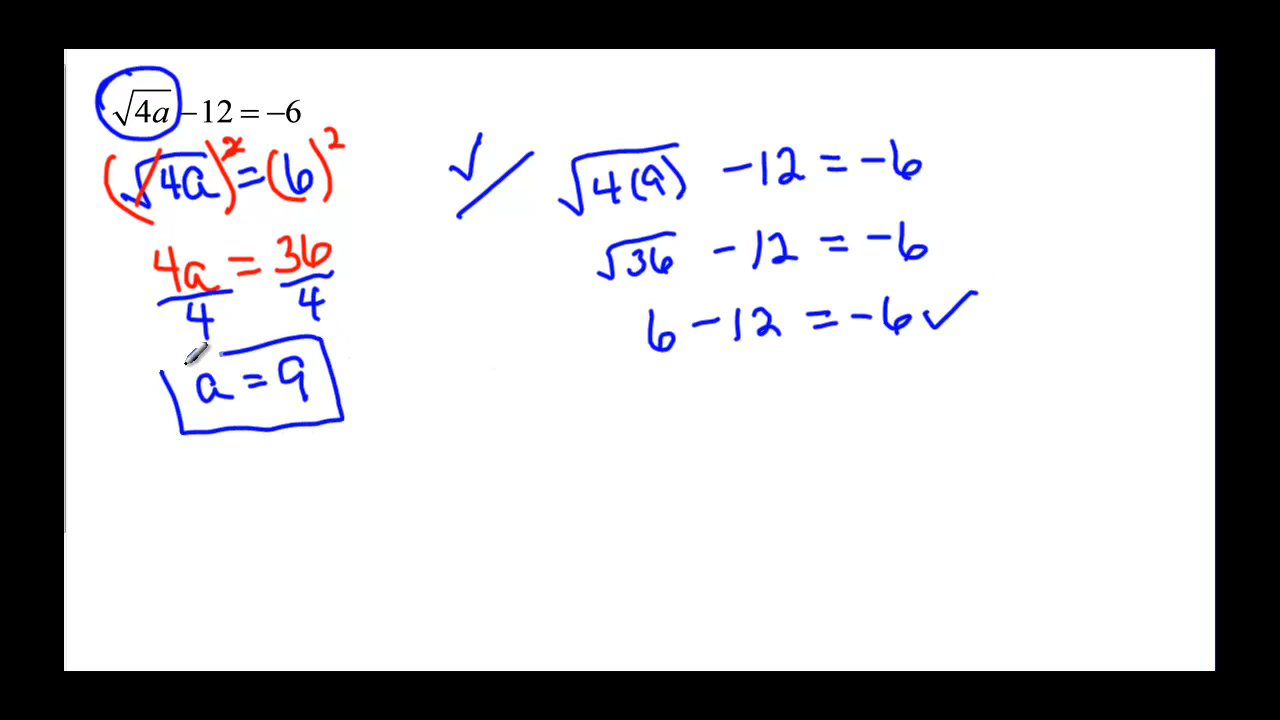 √4a − 12 = −6
(√4a)² = (6)²
4a = 36
4 4
a = 9
✓ √4(9) − 12 = −6
√36 − 12 = −6
6 − 12 = −6 ✓